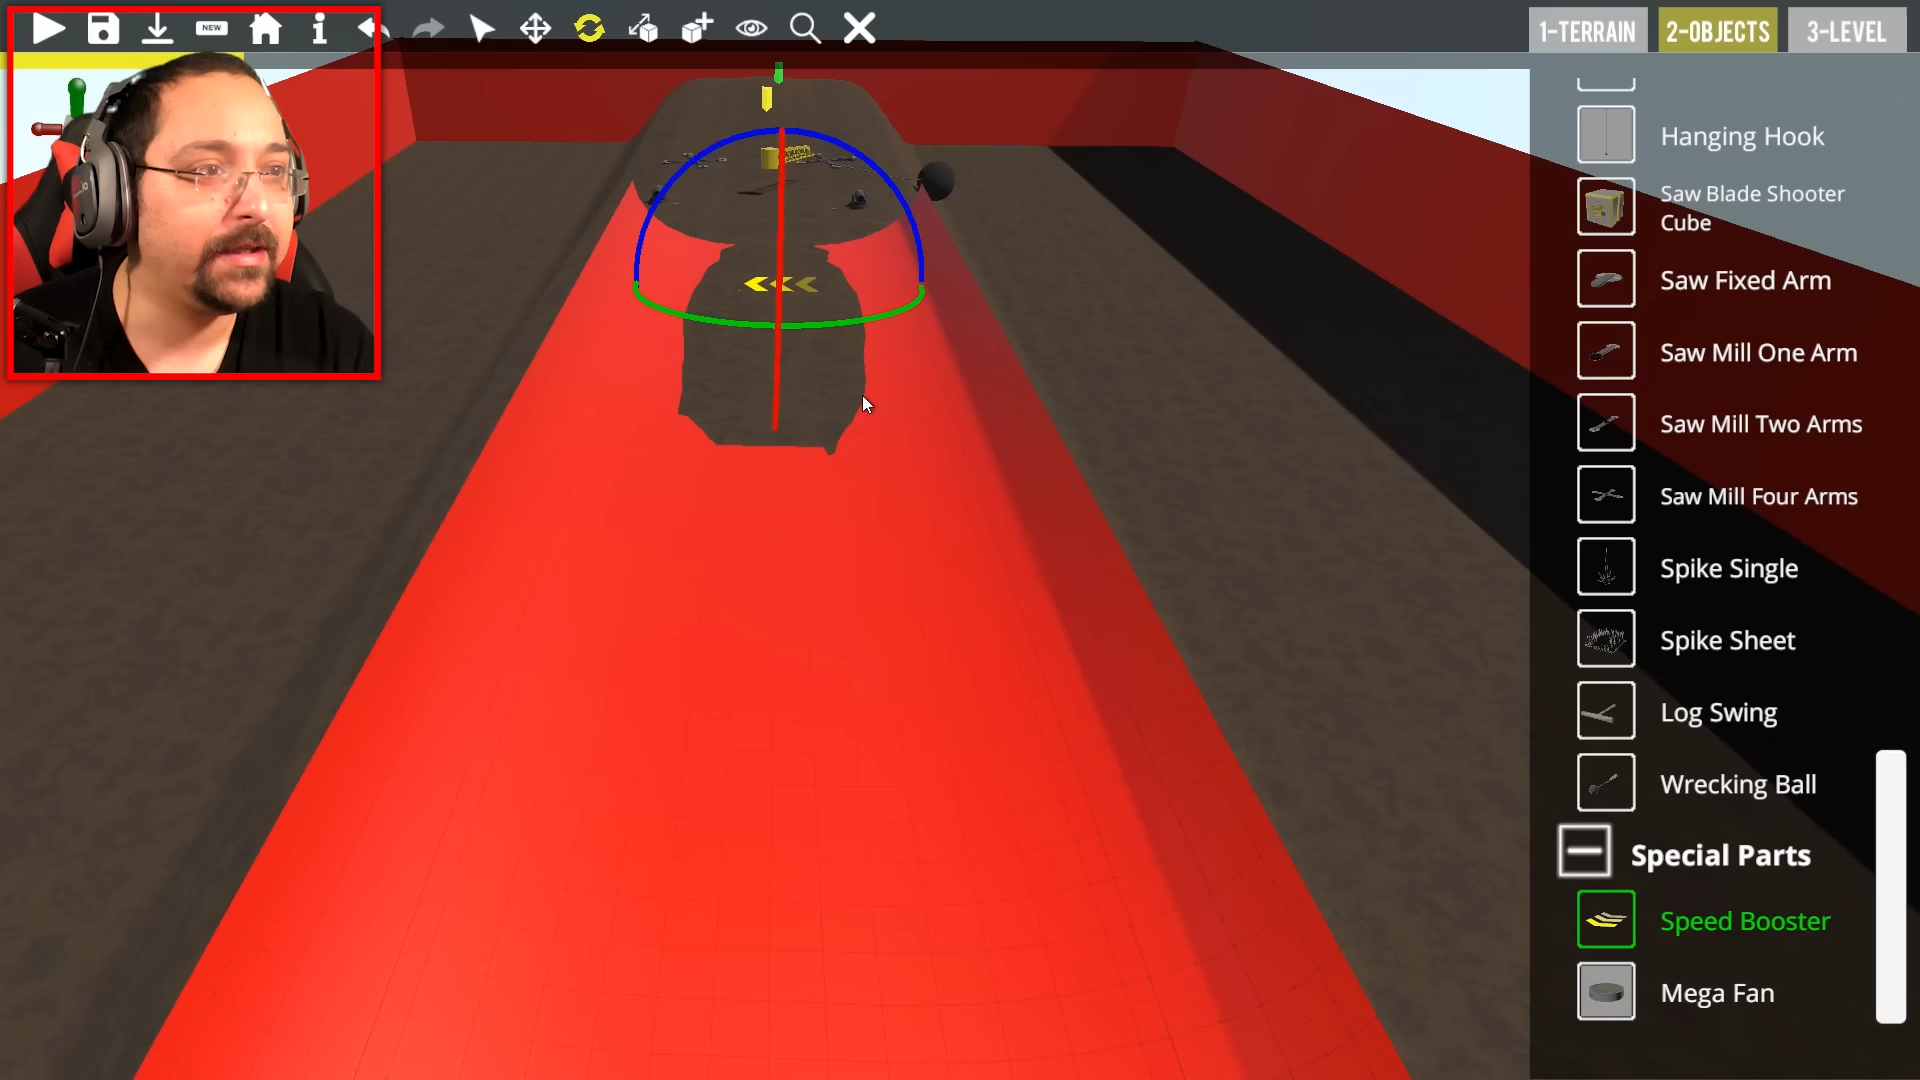 NEW
1-TERRAIN
2-OBJECTS
3-LEVEL
Hanging Hook
Saw Blade Shooter
Cube
Saw Fixed Arm
Saw Mill One Arm
Saw Mill Two Arms
Saw Mill Four Arms
Spike Single
Spike Sheet
Log Swing
Wrecking Ball
Special Parts
Speed Booster
Mega Fan